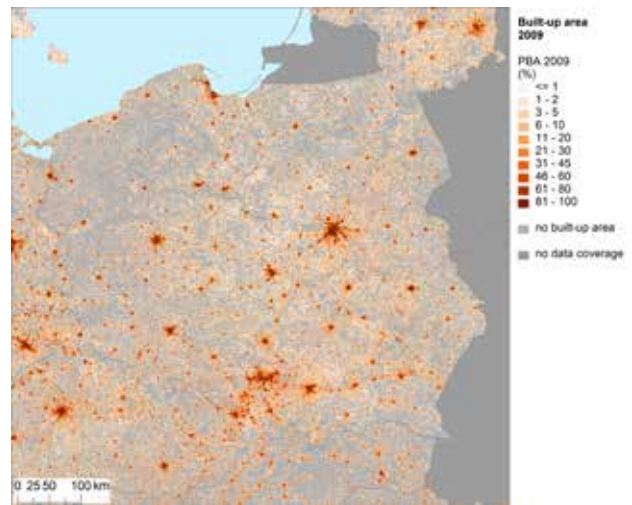 Built-up area
2009
PBA 2009
(%)
<= 1
1 - 2
3 - 5
6 - 10
11 - 20
21 - 30
31 - 45
46 - 60
61 - 80
81 - 100
no built-up area
no data coverage
0 25 50 100 km